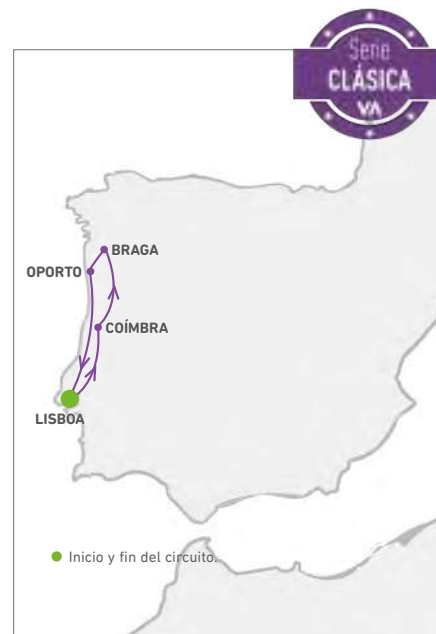 Serie
CLÁSICA
VA
BRAGA
OPORTO
COÍMBRA
LISBOA
Inicio y fin del circuito.